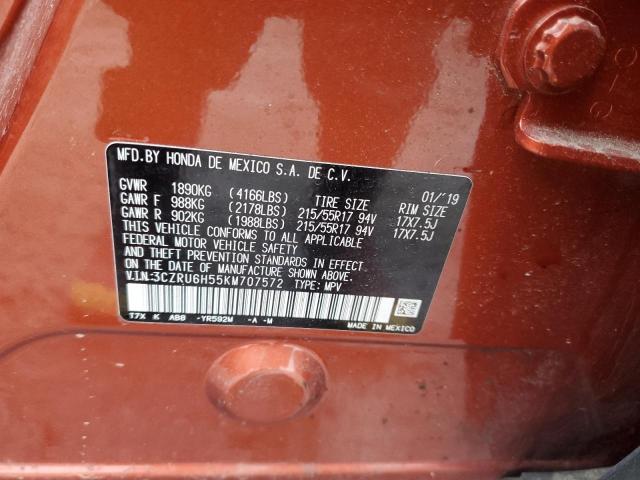 MFD.BY HONDA DE MEXICO S.A. DE C.V.
01/'19
GVWR 1890KG (4166LBS) TIRE SIZE RIM SIZE
GAWR F 988KG (2178LBS) 215/55R17 94V 17X7.5J
GAWR R 902KG (1988LBS) 215/55R17 94V 17X7.5J
THIS VEHICLE CONFORMS TO ALL APPLICABLE
FEDERAL MOTOR VEHICLE SAFETY
AND THEFT PREVENTION STANDARDS IN EFFECT
ON THE DATE OF MANUFACTURE SHOWN ABOVE.
V.I.N:3CZRU6H55KM707572 TYPE: MPV
T7X K ABB -YR592M -A -M
MADE IN MEXICO